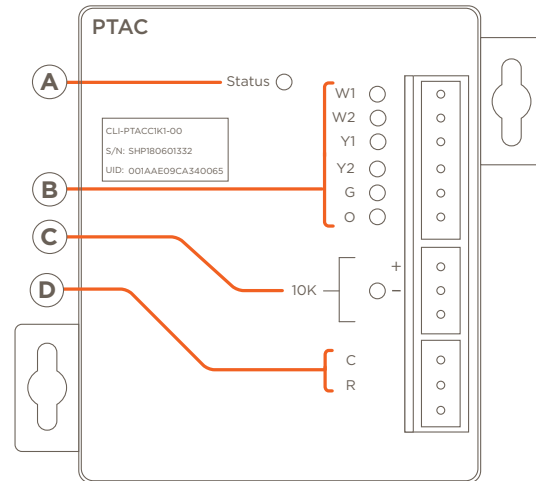 PTAC
A
Status
W1
W2
CLI-PTACC1K1-00
Y1
S/N: SHP180601332
UID: 001AAE09CA340065
Y2
B
G
O
C
+
D
10K
−
C
R